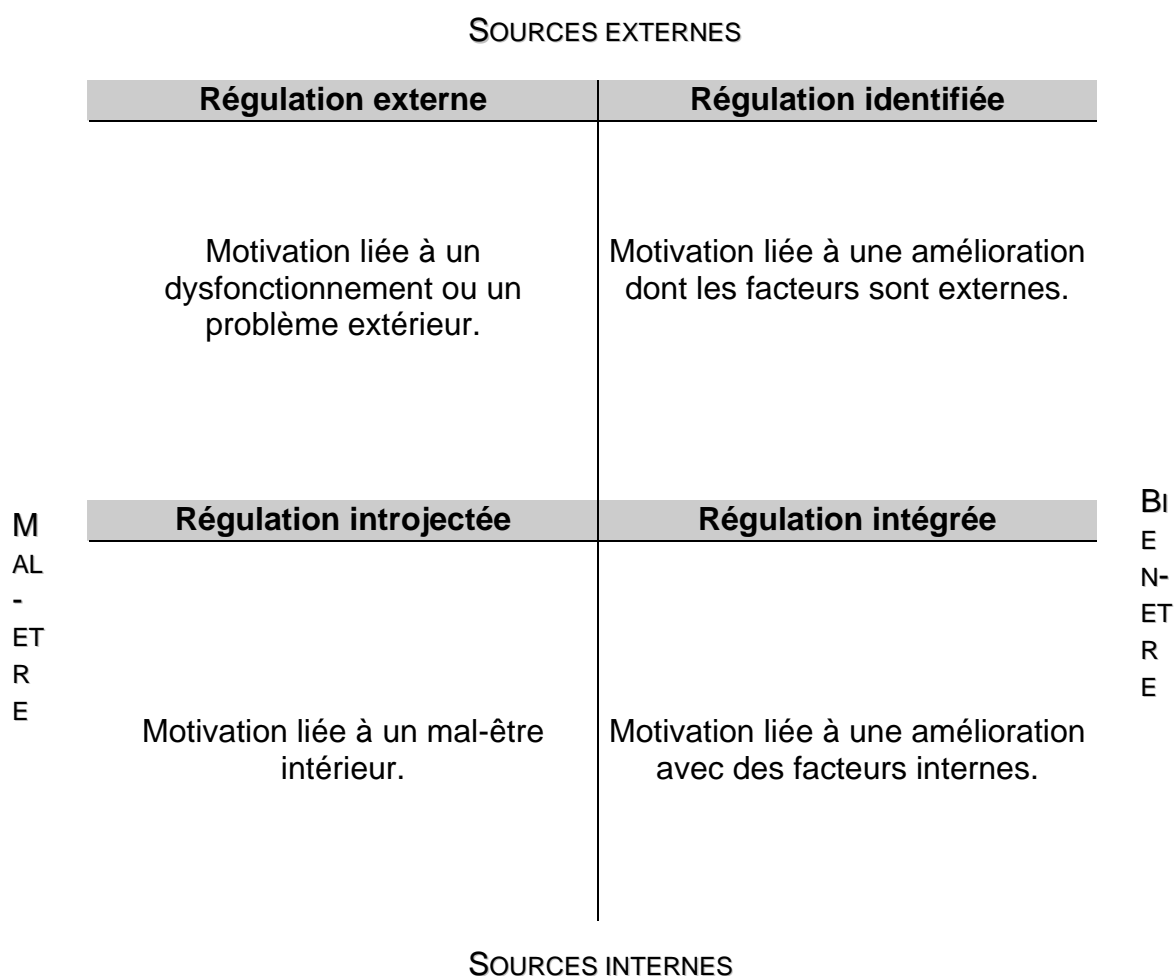 SOURCES EXTERNES
Régulation externe
Régulation identifiée
Motivation liée à un
dysfonctionnement ou un
problème extérieur.
Motivation liée à une amélioration
dont les facteurs sont externes.
M
AL
-
ET
R
E
BI
E
N-
ET
R
E
Régulation introjectée
Régulation intégrée
Motivation liée à un mal-être
intérieur.
Motivation liée à une amélioration
avec des facteurs internes.
SOURCES INTERNES